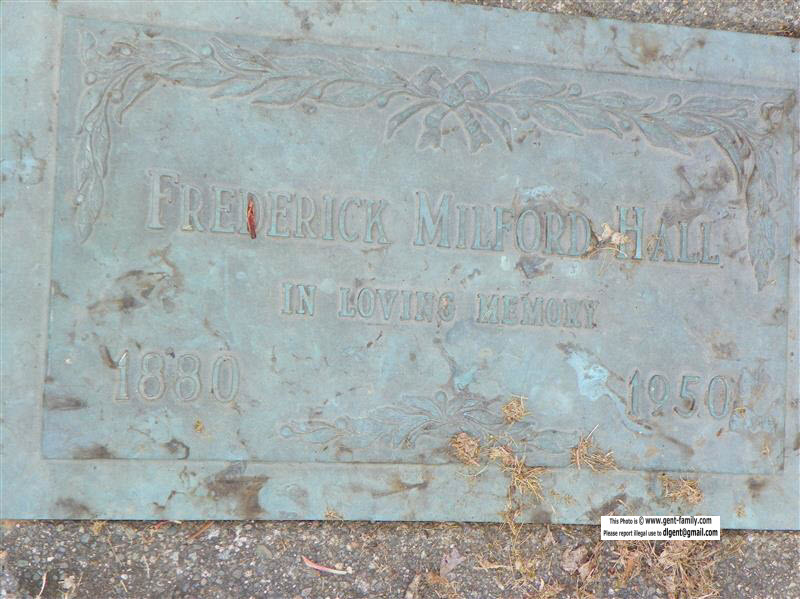 FREDERICK MILFORD HALL
IN LOVING MEMORY
1880 1950
This Photo is © www.gent-family.com
Please report illegal use to dlgent@gmail.com